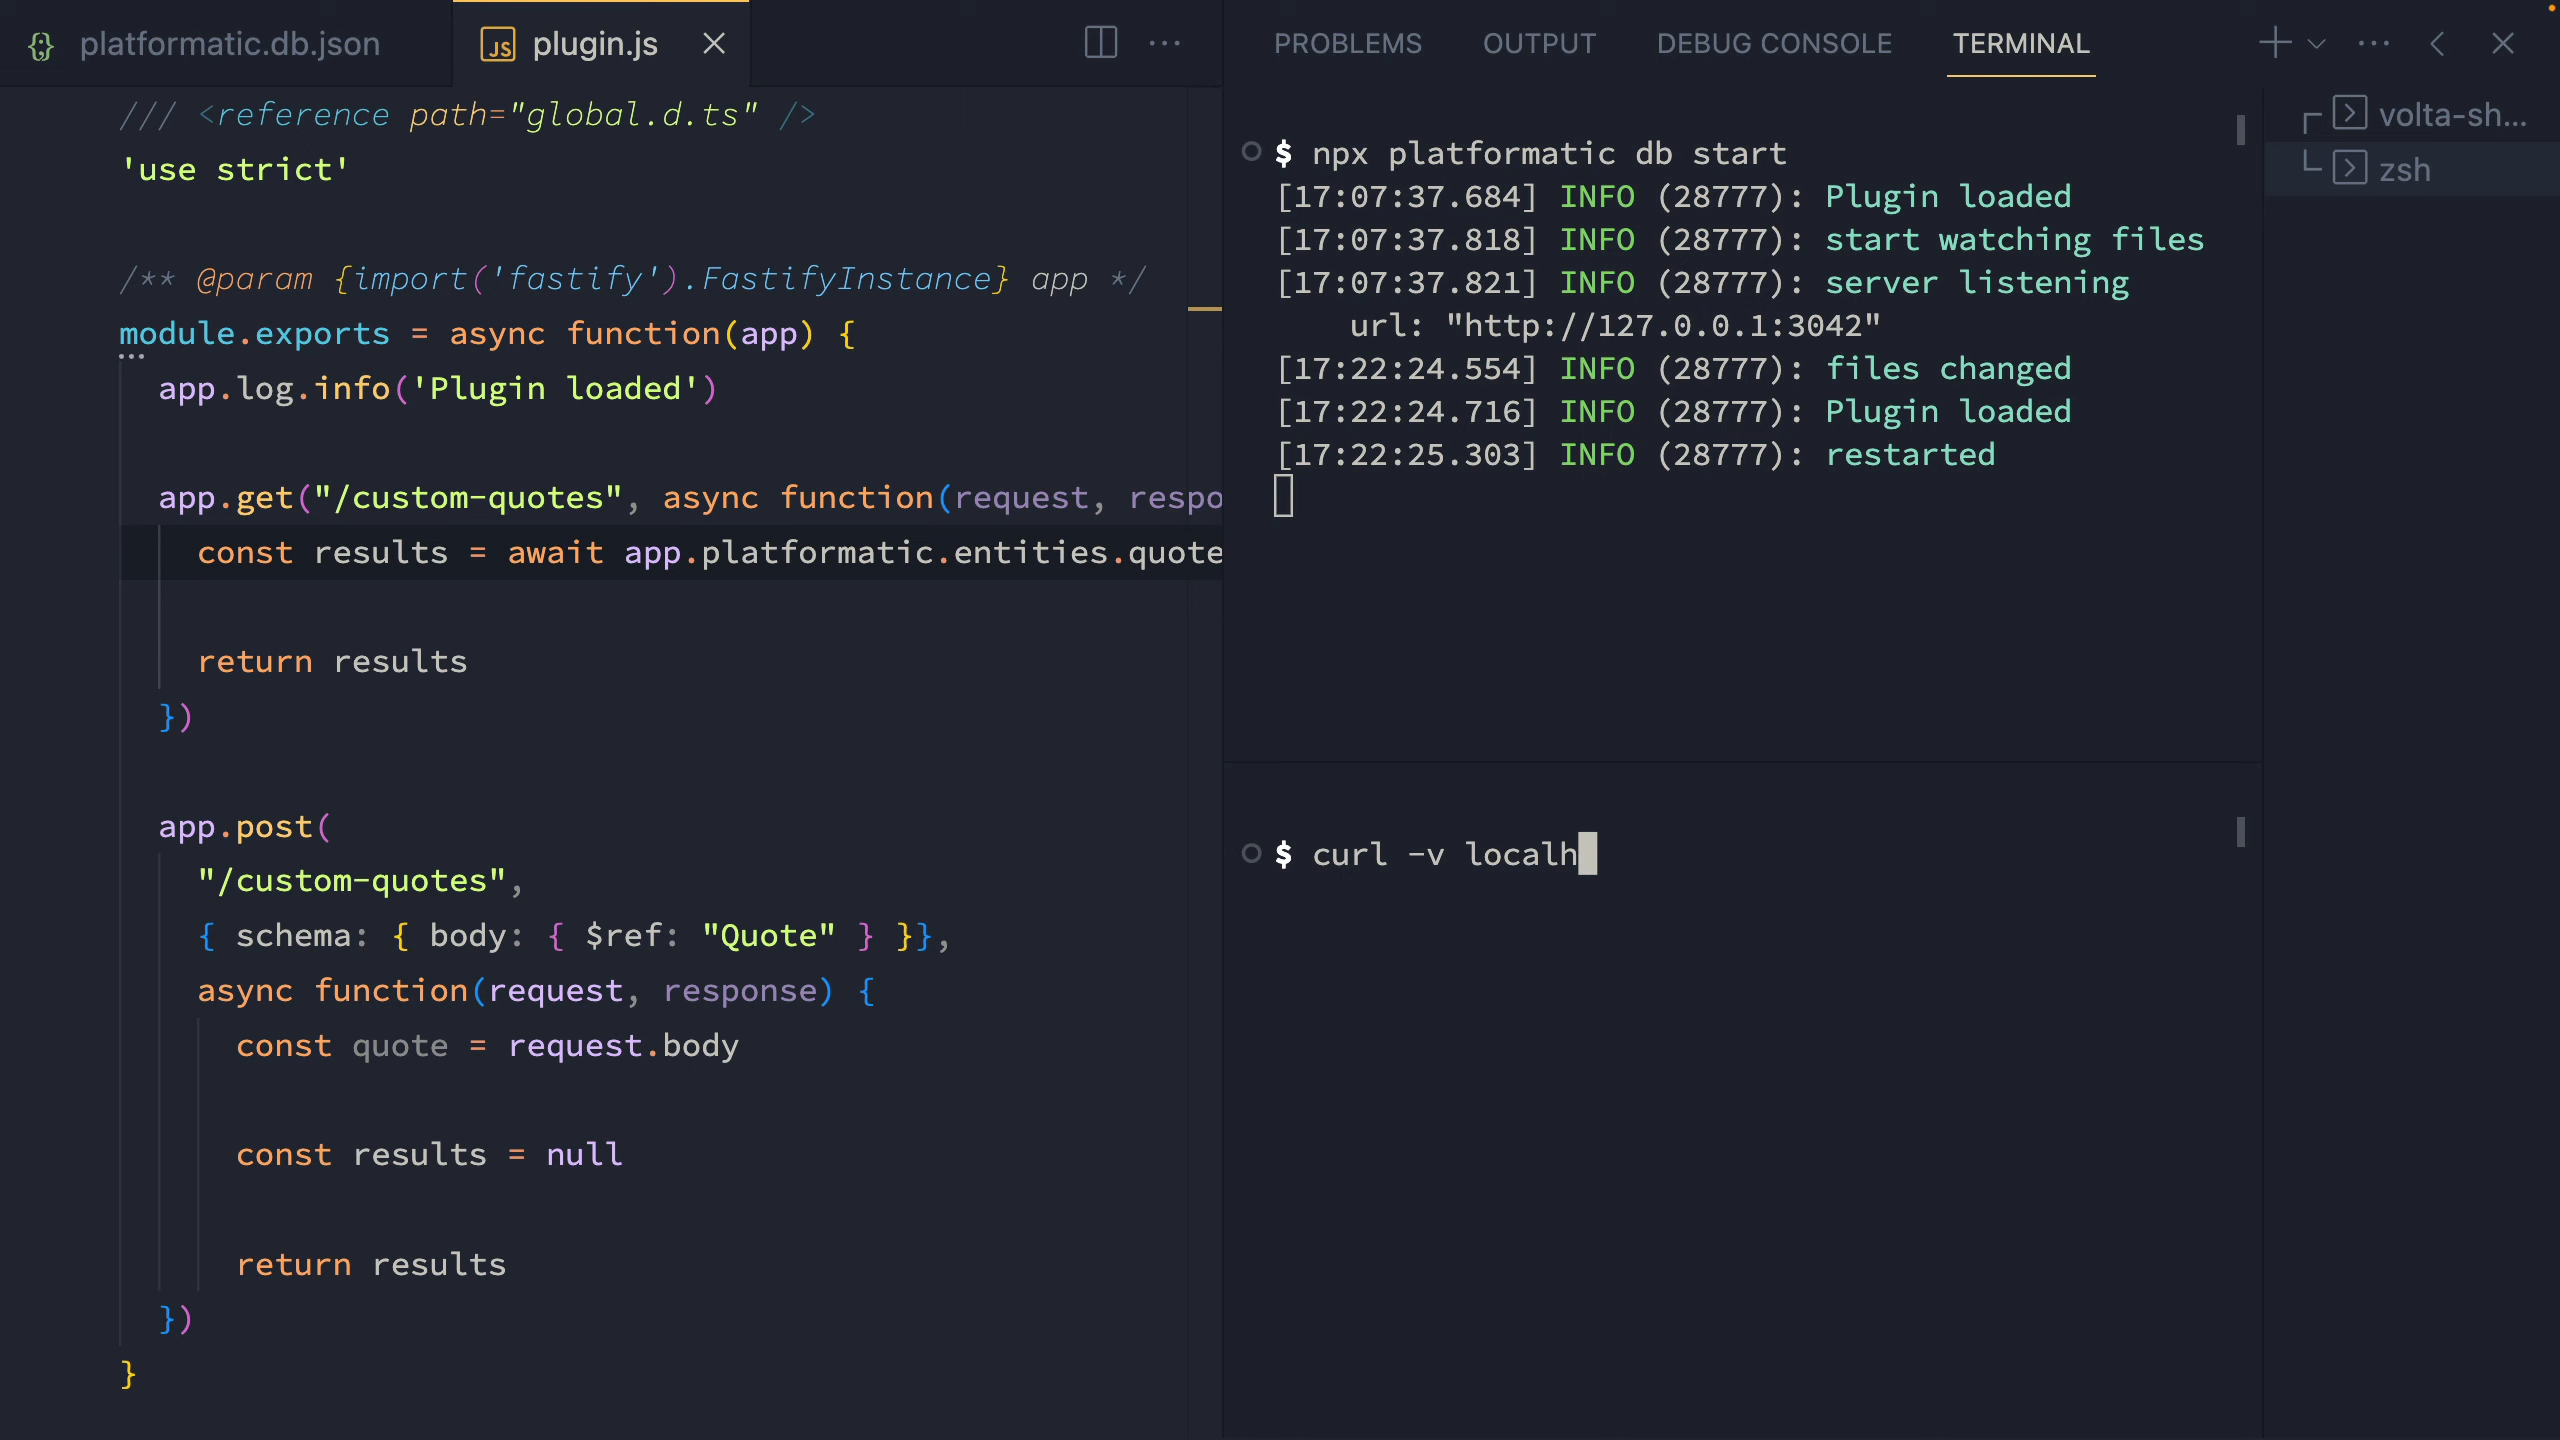 platformatic.db.json
JS plugin.js
/// <reference path="global.d.ts" />
'use strict'
/** @param {import('fastify').FastifyInstance} app */
module.exports = async function(app) {
app.log.info('Plugin loaded')
app.get("/custom-quotes", async function(request, respo
const results = await app.platformatic.entities.quote
return results
})
app.post(
"/custom-quotes",
{ schema: { body: { $ref: "Quote" } }},
async function(request, response) {
const quote = request.body
const results = null
return results
})
}
PROBLEMS OUTPUT DEBUG CONSOLE TERMINAL
$ npx platformatic db start
[17:07:37.684] INFO (28777): Plugin loaded
[17:07:37.818] INFO (28777): start watching files
[17:07:37.821] INFO (28777): server listening
url: "http://127.0.0.1:3042"
[17:22:24.554] INFO (28777): files changed
[17:22:24.716] INFO (28777): Plugin loaded
[17:22:25.303] INFO (28777): restarted
$ curl -v localh
volta-sh...
zsh